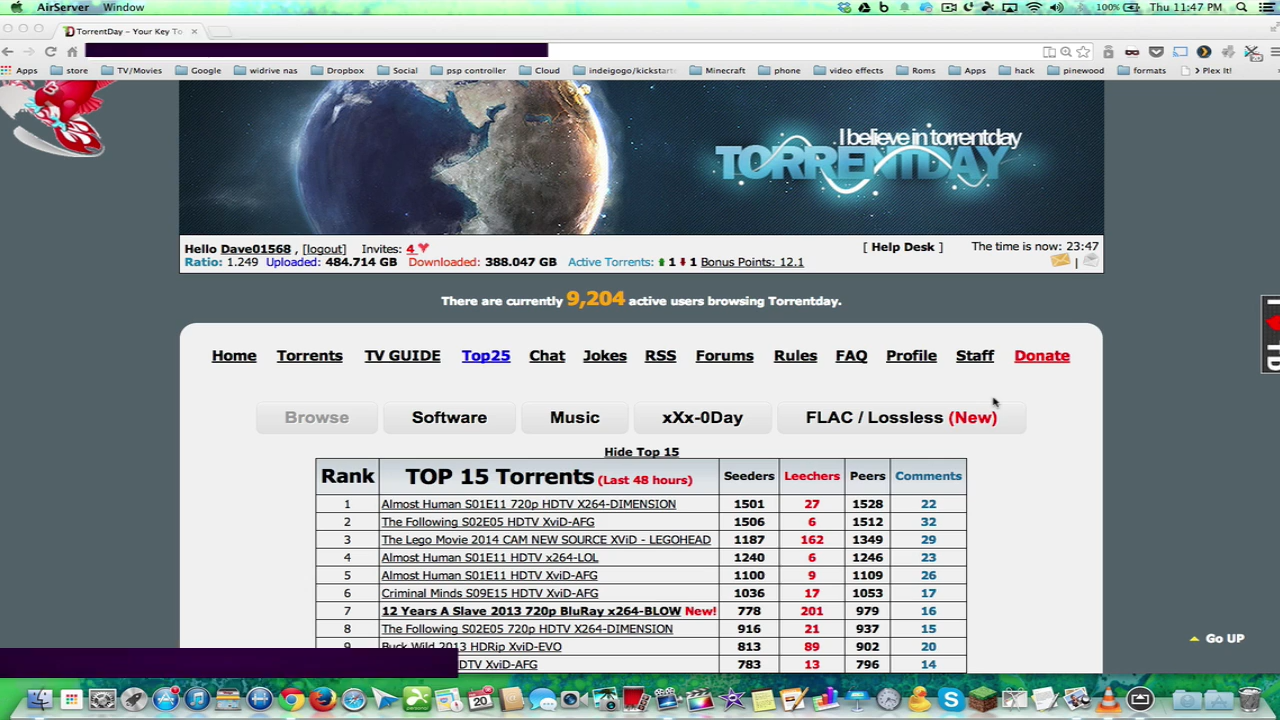 AirServer Window 100% Thu 11:47 PM
TorrentDay - Your Key To
Apps store TV/Movies Google widrive nas Dropbox Social psp controller Cloud indeigogo/kickstart Minecraft phone video effects Roms Apps hack pinewood formats > Plex It!
I believe in torrentday
TORRENTDAY
Hello Dave01568 , [logout] Invites: 4 [ Help Desk ] The time is now: 23:47
Ratio: 1.249 Uploaded: 484.714 GB Downloaded: 388.047 GB Active Torrents: 1 1 Bonus Points: 12.1 |
There are currently 9,204 active users browsing Torrentday.
Home Torrents TV GUIDE Top25 Chat Jokes RSS Forums Rules FAQ Profile Staff Donate
Browse Software Music xXx-0Day FLAC / Lossless (New)
Hide Top 15
Rank TOP 15 Torrents (Last 48 hours) Seeders Leechers Peers Comments
1 Almost Human S01E11 720p HDTV X264-DIMENSION 1501 27 1528 22
2 The Following S02E05 HDTV XviD-AFG 1506 6 1512 32
3 The Lego Movie 2014 CAM NEW SOURCE XViD - LEGOHEAD 1187 162 1349 29
4 Almost Human S01E11 HDTV x264-LOL 1240 6 1246 23
5 Almost Human S01E11 HDTV XviD-AFG 1100 9 1109 26
6 Criminal Minds S09E15 HDTV XviD-AFG 1036 17 1053 17
7 12 Years A Slave 2013 720p BluRay x264-BLOW New! 778 201 979 16
8 The Following S02E05 720p HDTV X264-DIMENSION 916 21 937 15
9 Buck Wild 2013 HDRip XviD-EVO 813 89 902 20
HDTV XviD-AFG 783 13 796 14
Go UP
20